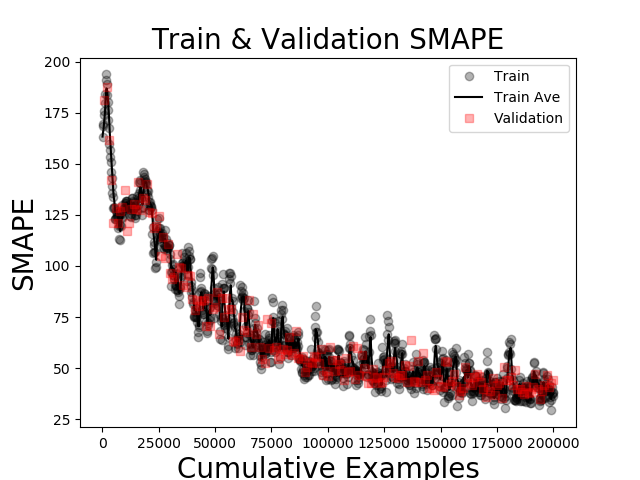 Train & Validation SMAPE
200
175
150
125
100
75
50
25
SMAPE
Train
Train Ave
Validation
0 25000 50000 75000 100000 125000 150000 175000 200000
Cumulative Examples